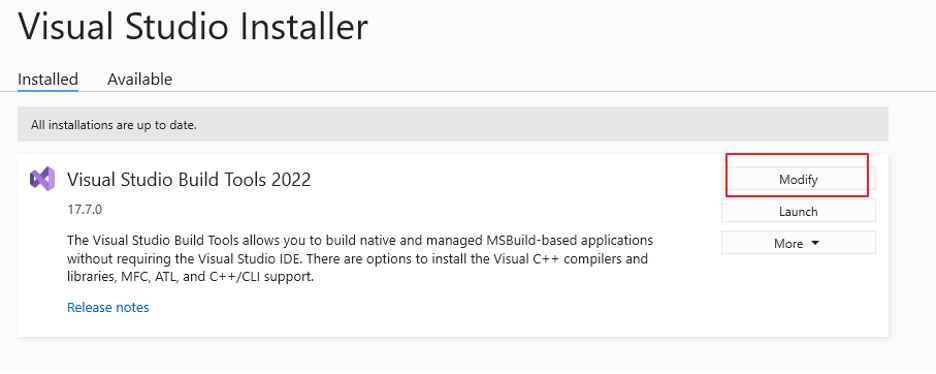 Visual Studio Installer
Installed Available
All installations are up to date.
Visual Studio Build Tools 2022
Modify
17.7.0
Launch
The Visual Studio Build Tools allows you to build native and managed MSBuild-based applications
More
without requiring the Visual Studio IDE. There are options to install the Visual C++ compilers and
libraries, MFC, ATL, and C++/CLI support.
Release notes